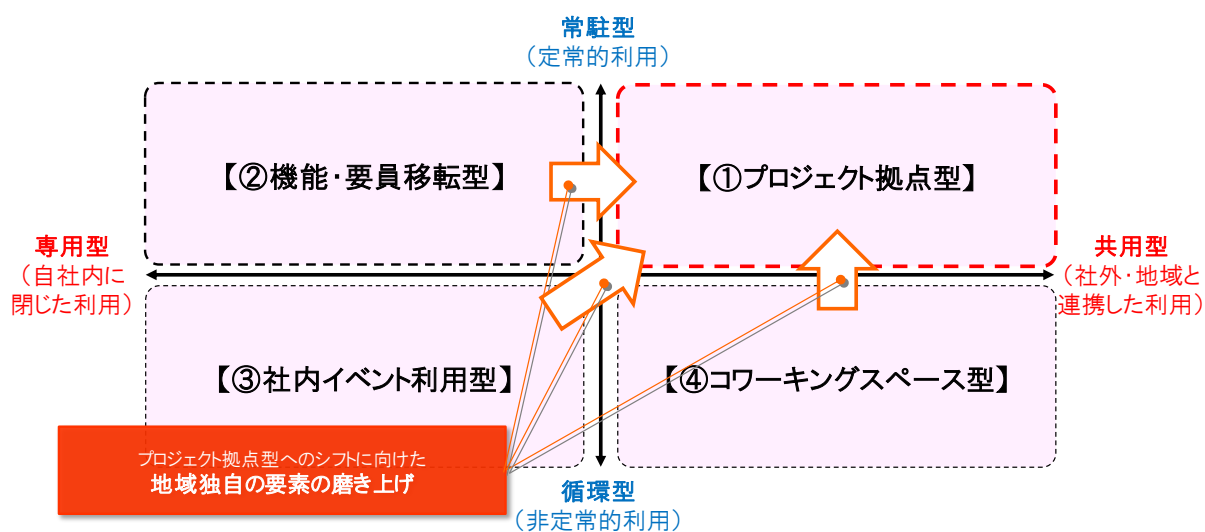 常駐型
（定常的利用）
【②機能・要員移転型】
【①プロジェクト拠点型】
専用型
（自社内に
閉じた利用）
共用型
（社外・地域と
連携した利用）
【③社内イベント利用型】
【④コワーキングスペース型】
プロジェクト拠点型へのシフトに向けた
地域独自の要素の磨き上げ
循環型
（非定常的利用）